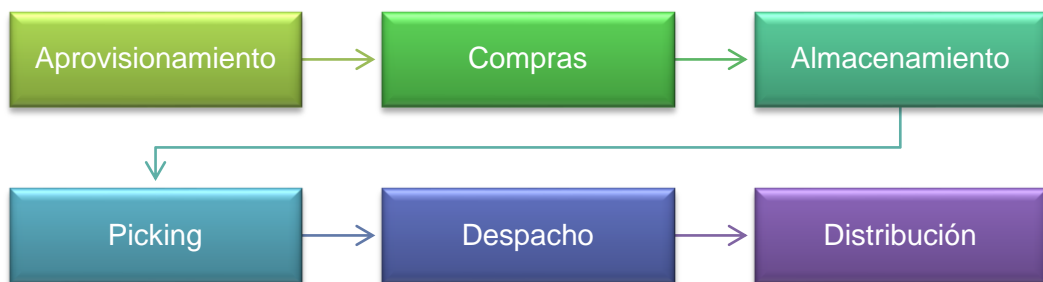 Aprovisionamiento
Compras
Almacenamiento
Picking
Despacho
Distribución